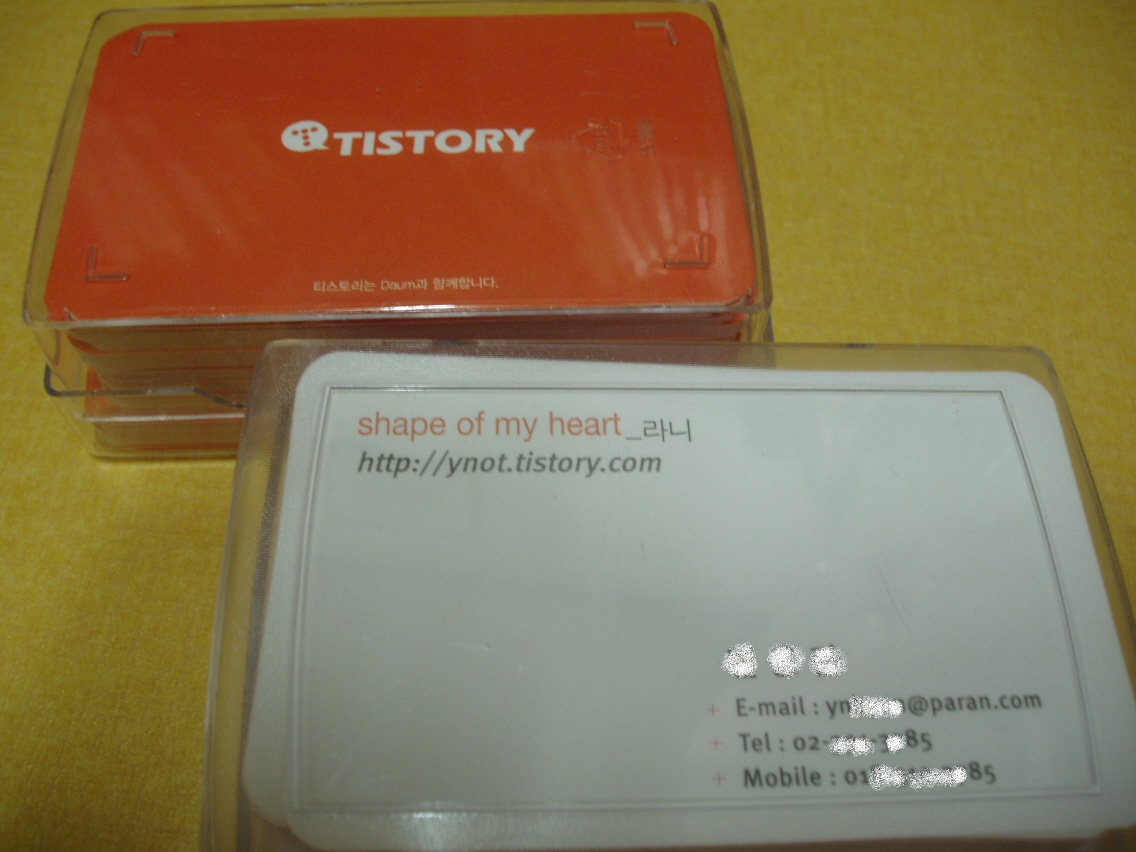 TISTORY
티스토리는 Daum과 함께합니다.
shape of my heart_라니
http://ynot.tistory.com
+ E-mail : yn @paran.com
+ Tel : 02- 85
+ Mobile : 01 85